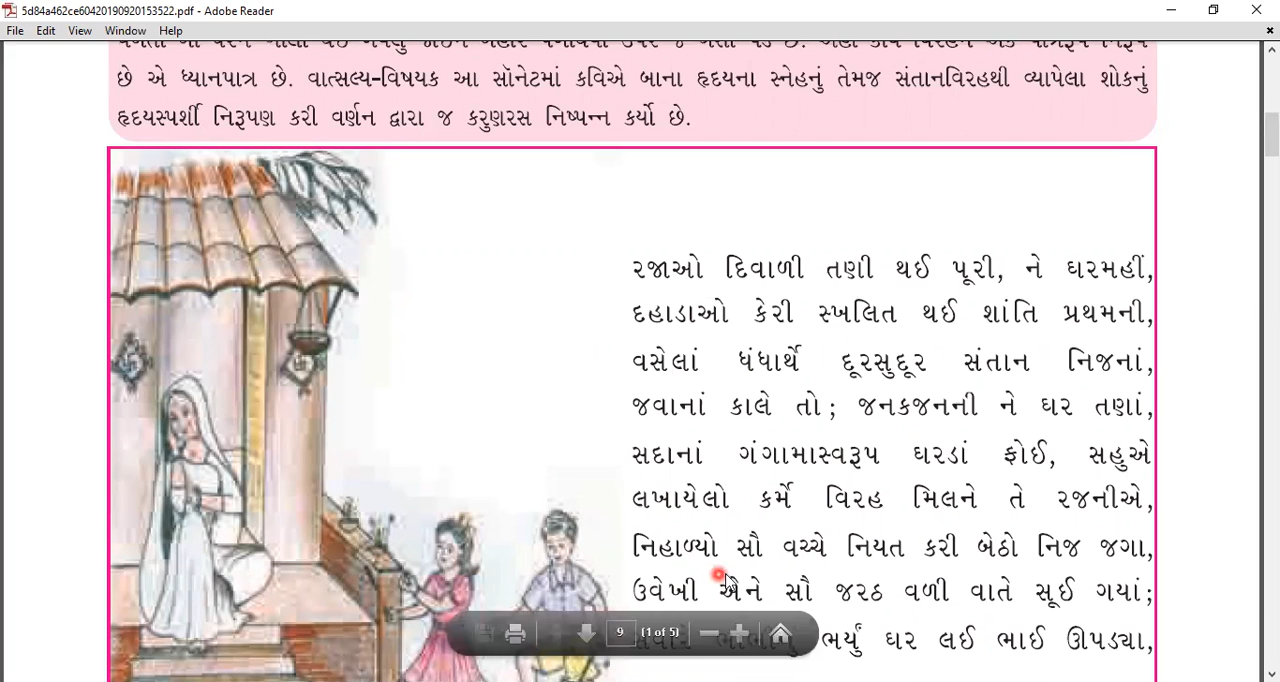 5d84a462ce60420190920153522.pdf - Adobe Reader
File Edit View Window Help
છે એ ધ્યાનપાત્ર છે. વાત્સલ્ય-વિષયક આ સૉનેટમાં કવિએ બાના હૃદયના સ્નેહનું તેમજ સંતાનવિરહથી વ્યાપેલા શોકનું
હૃદયસ્પર્શી નિરૂપણ કરી વર્ણન દ્વારા જ કરુણરસ નિષ્પન્ન કર્યો છે.
રજાઓ દિવાળી તણી થઈ પૂરી, ને ઘરમહીં,
દહાડાઓ કેરી સ્ખલિત થઈ શાંતિ પ્રથમની,
વસેલાં ધંધાર્થે દૂરસુદૂર સંતાન નિજનાં,
જવાનાં કાલે તો; જનકજનની ને ઘર તણાં,
સદાનાં ગંગામાસ્વરૂપ ઘરડાં ફોઈ, સહુએ
લખાયેલો કર્મે વિરહ મિલને તે રજનીએ,
નિહાળ્યો સૌ વચ્ચે નિયત કરી બેઠો નિજ જગા,
ઉવેખી એને સૌ જરઠ વળી વાતે સૂઈ ગયાં;
ભર્યું ઘર લઈ ભાઈ ઊપડ્યા,
9 (1 of 5)